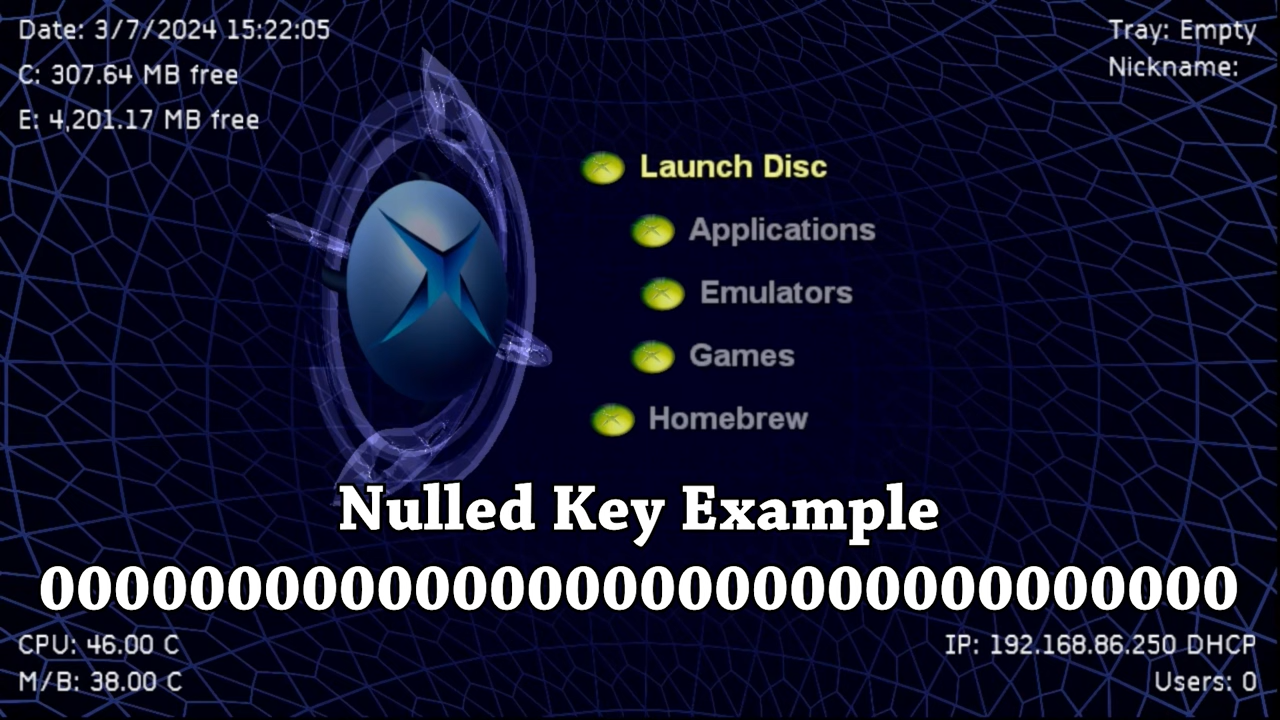 Date: 3/7/2024 15:22:05
C: 307.64 MB free
E: 4,201.17 MB free
Tray: Empty
Nickname:
Launch Disc
Applications
Emulators
Games
Homebrew
Nulled Key Example
00000000000000000000000000000000
CPU: 46.00 C
M/B: 38.00 C
IP: 192.168.86.250 DHCP
Users: 0